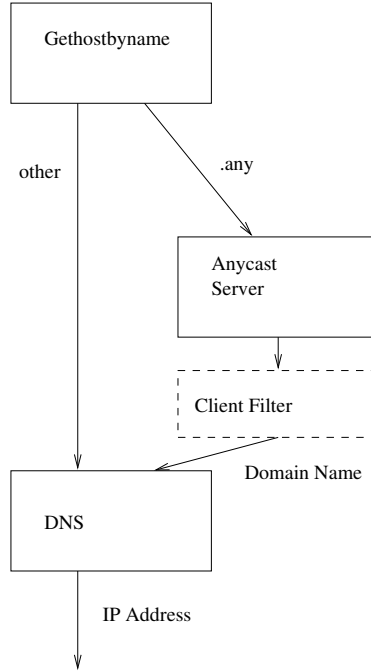 Gethostbyname
other
.any
Anycast
Server
Client Filter
Domain Name
DNS
IP Address